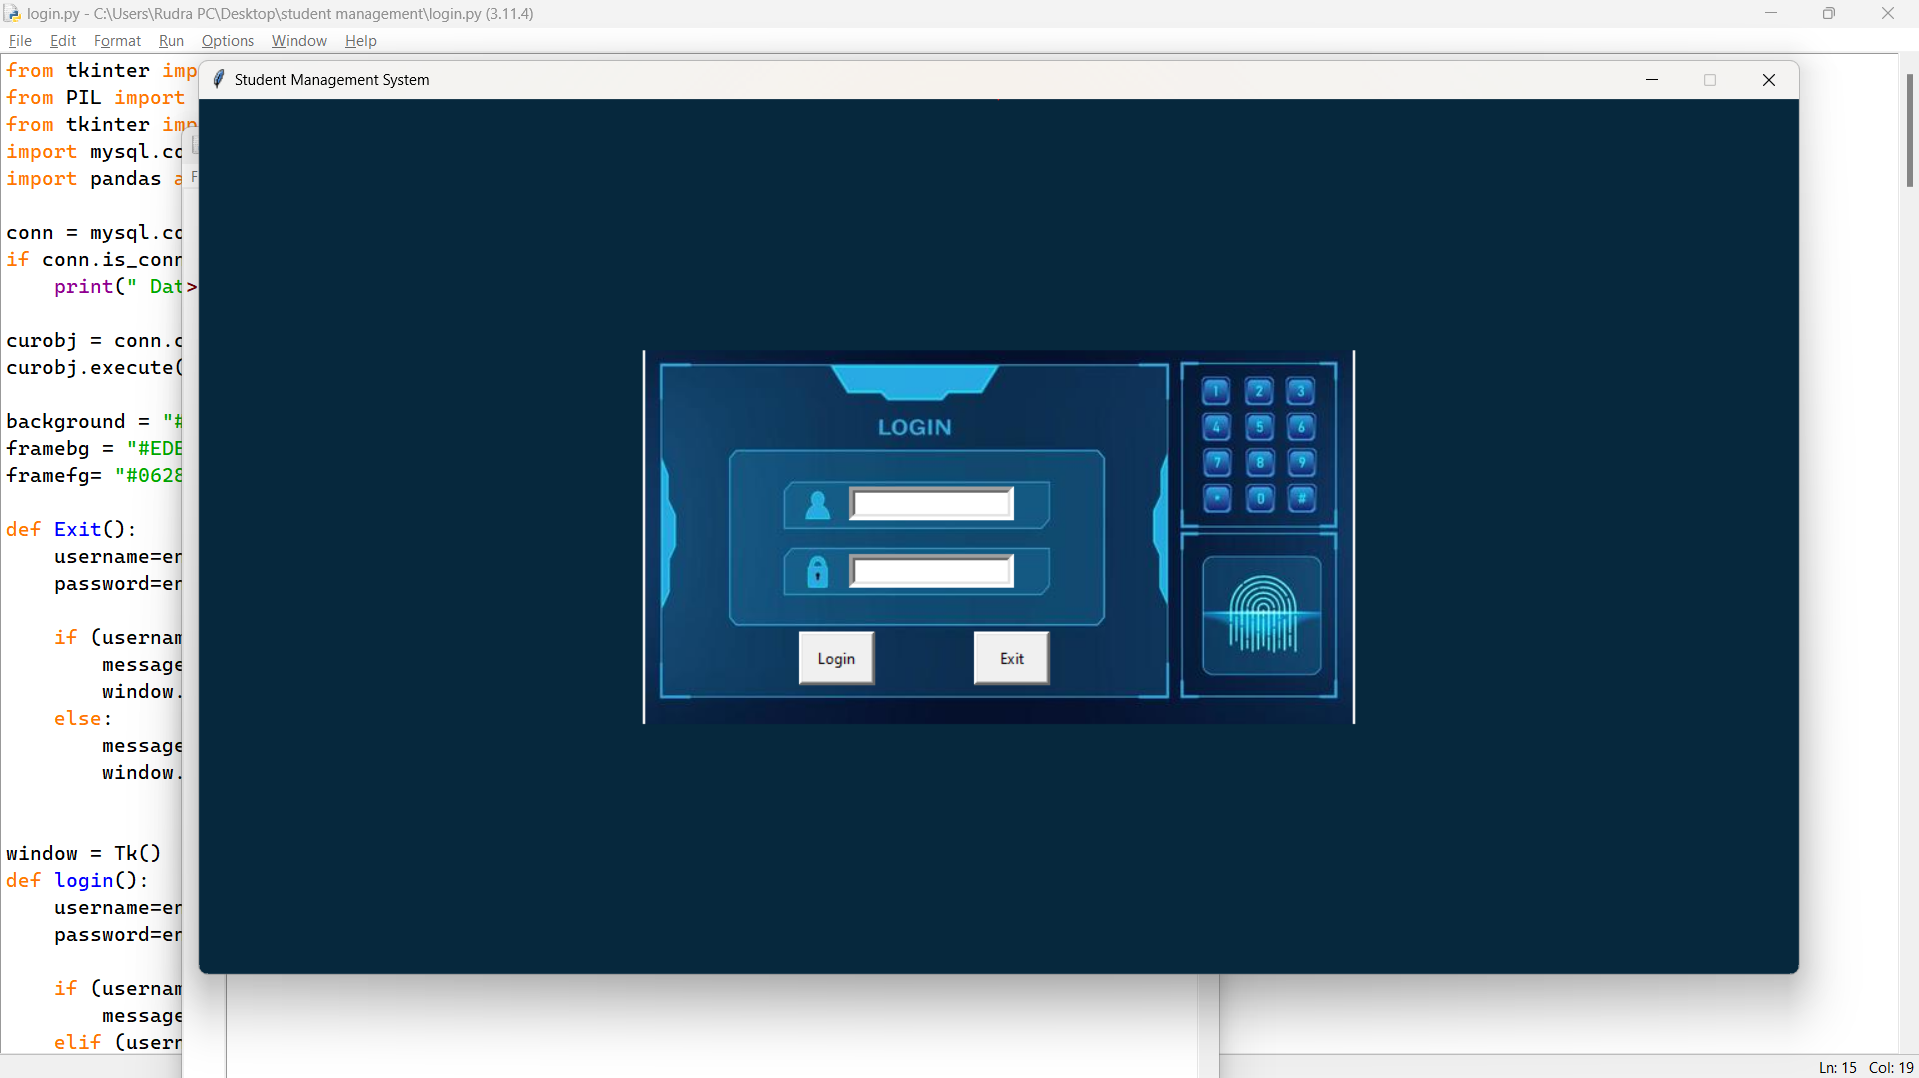 login.py - C:\Users\Rudra PC\Desktop\student management\login.py (3.11.4)
File Edit Format Run Options Window Help
from tkinter imp
Student Management System
from PIL import
from tkinter imp
import mysql.co
import pandas a
F
conn = mysql.co
if conn.is_conn
print(" Dat>
curobj = conn.c
curobj.execute(
background = "#
framebg = "#EDE
framefg= "#0628
def Exit():
username=en
password=en
if (usernam
message
window.
else:
message
window.
window = Tk()
def login():
username=en
password=en
if (usernam
message
elif (usern
LOGIN
Login Exit
1 2 3
4 5 6
7 8 9
* 0 #
Ln: 15 Col: 19